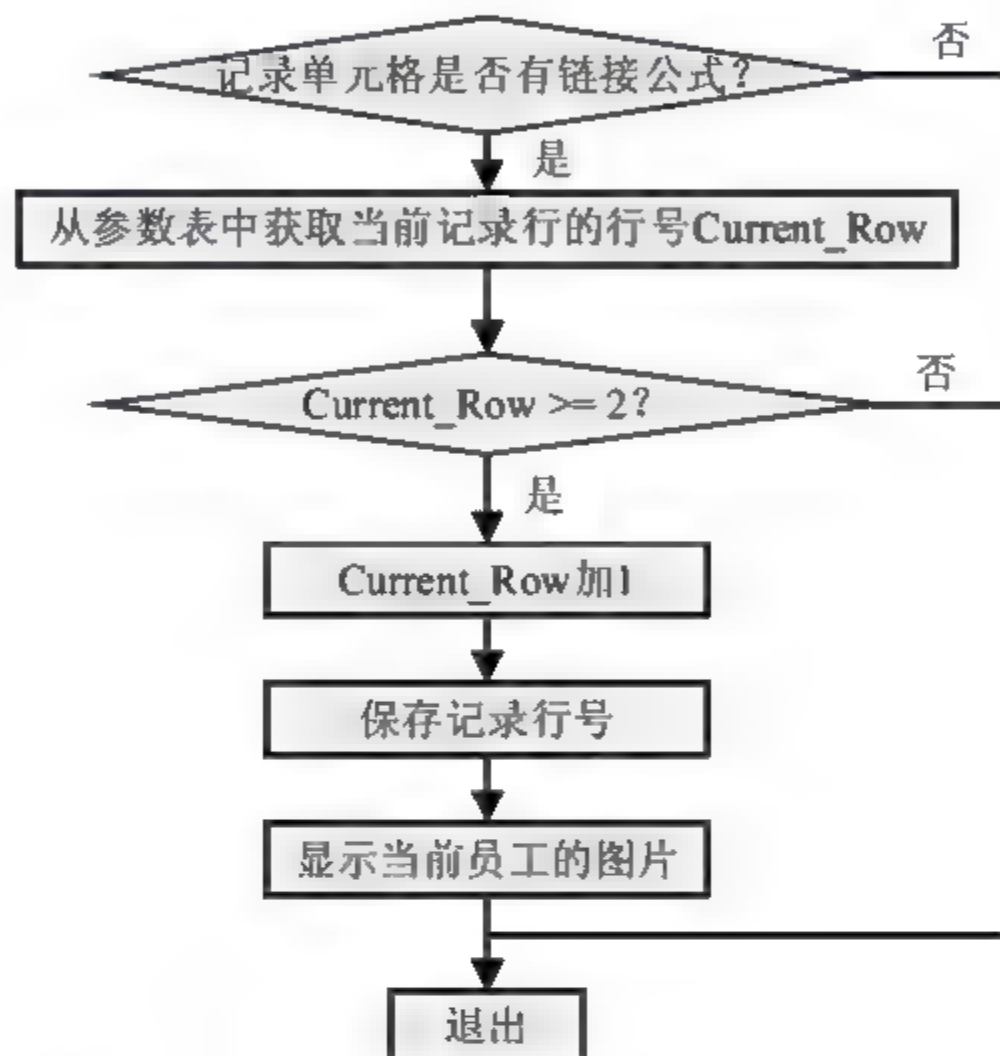 否
记录单元格是否有链接公式？
是
从参数表中获取当前记录行的行号Current_Row
否
Current_Row >= 2？
是
Current_Row加1
保存记录行号
显示当前员工的图片
退出